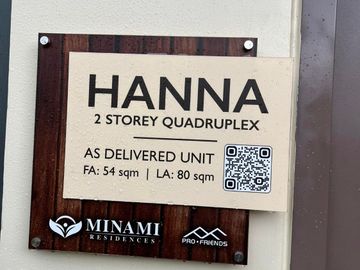 HANNA
2 STOREY QUADRUPLEX
AS DELIVERED UNIT
FA: 54 sqm | LA: 80 sqm
MINAMI
RESIDENCES
PRO•FRIENDS